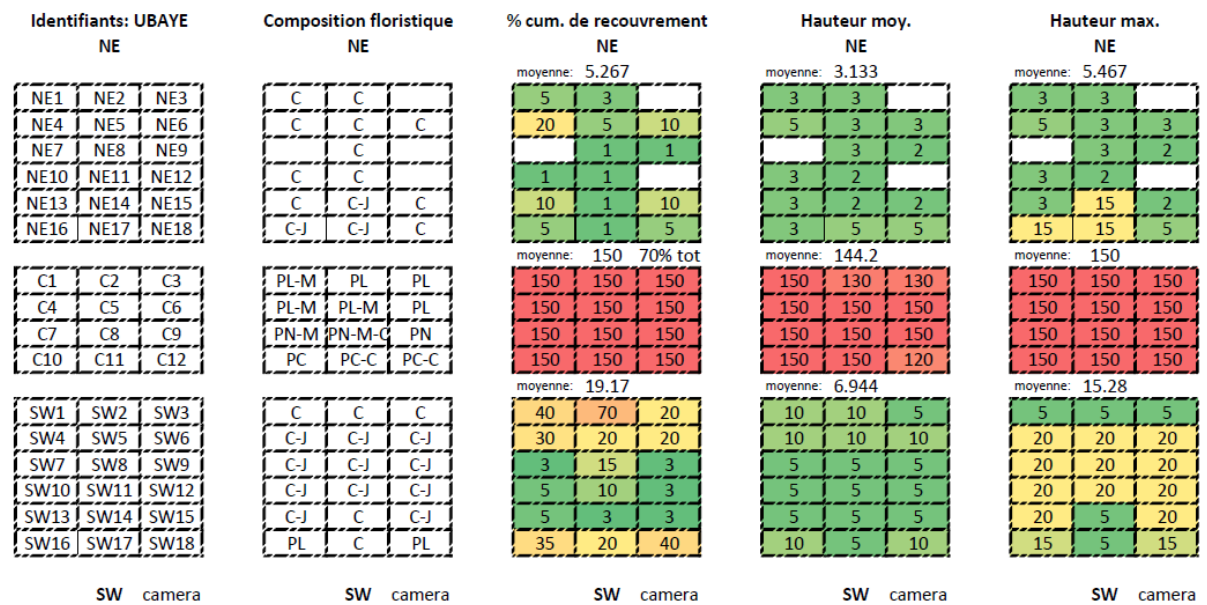 Identifiants: UBAYE Composition floristique % cum. de recouvrement Hauteur moy. Hauteur max.
NE NE NE NE NE
moyenne: 5.267 moyenne: 3.133 moyenne: 5.467
NE1 NE2 NE3 C C 5 3 3 3 3 3
NE4 NE5 NE6 C C C 20 5 10 5 3 3 5 3 3
NE7 NE8 NE9 C 1 1 3 2 3 2
NE10 NE11 NE12 C C 1 1 3 2 3 2
NE13 NE14 NE15 C C-J C 10 1 10 3 2 2 3 15 2
NE16 NE17 NE18 C-J C-J C 5 1 5 3 5 5 15 15 5
moyenne: 150 70% tot moyenne: 144.2 moyenne: 150
C1 C2 C3 PL-M PL PL 150 150 150 150 130 130 150 150 150
C4 C5 C6 PL-M PL-M PL 150 150 150 150 150 150 150 150 150
C7 C8 C9 PN-M PN-M-C PN 150 150 150 150 150 150 150 150 150
C10 C11 C12 PC PC-C PC-C 150 150 150 150 150 120 150 150 150
moyenne: 19.17 moyenne: 6.944 moyenne: 15.28
SW1 SW2 SW3 C C C 40 70 20 10 10 5 5 5 5
SW4 SW5 SW6 C-J C-J C-J 30 20 20 10 10 10 20 20 20
SW7 SW8 SW9 C-J C-J C-J 3 15 3 5 5 5 20 20 20
SW10 SW11 SW12 C-J C-J C-J 5 10 3 5 5 5 20 20 20
SW13 SW14 SW15 C-J C C-J 5 3 3 5 5 5 20 5 20
SW16 SW17 SW18 PL C PL 35 20 40 10 5 10 15 5 15
SW camera SW camera SW camera SW camera SW camera